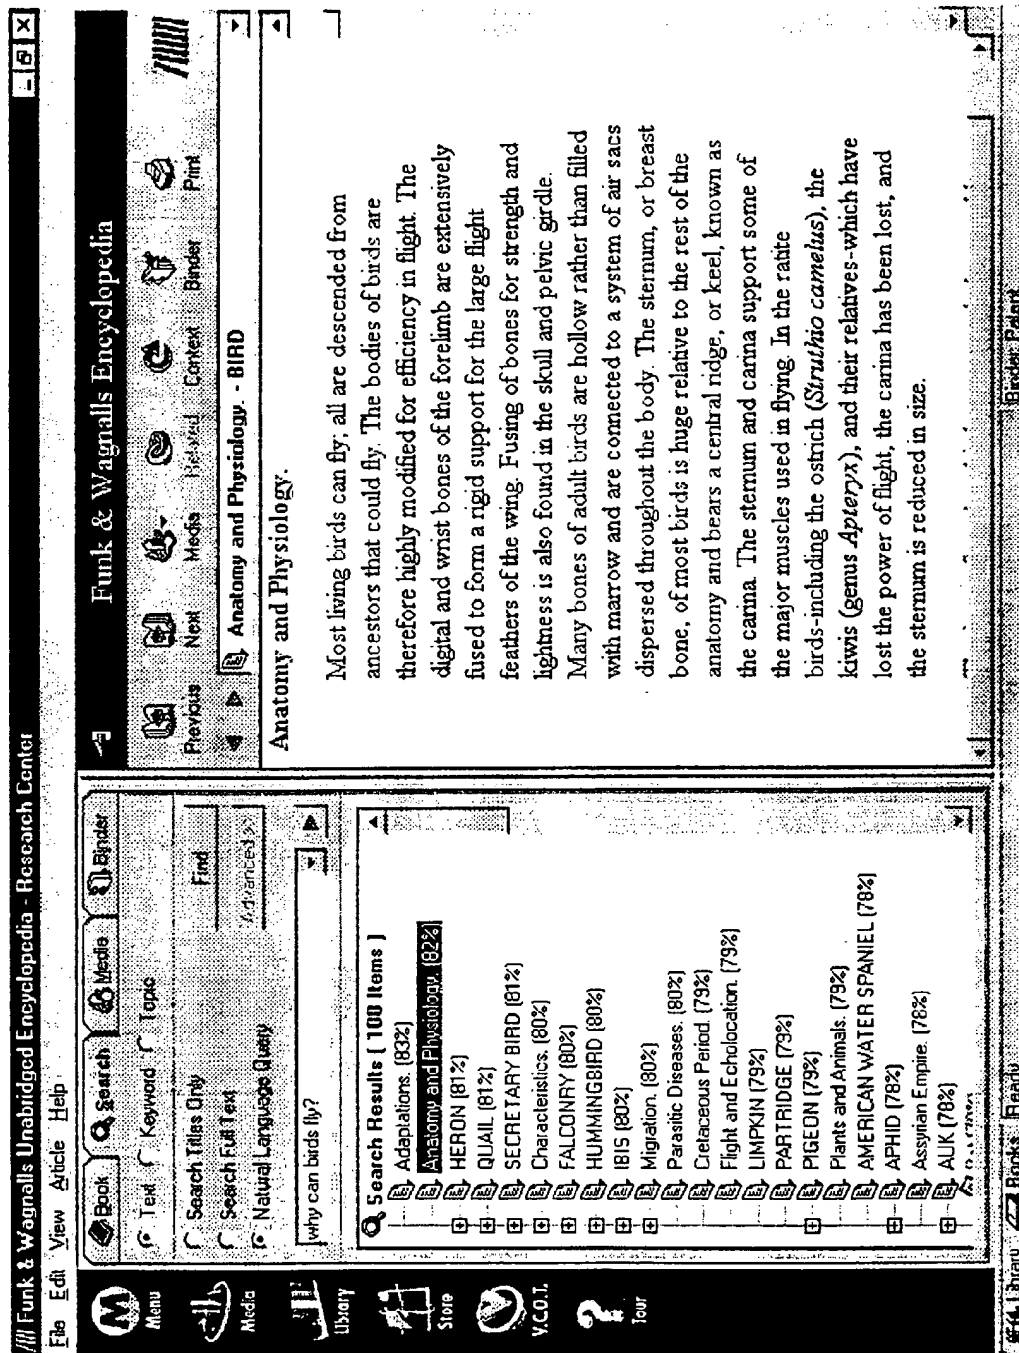 Funk & Wagnalls Unabridged Encyclopedia - Research Center
File Edit View Article Help
Menu
Media
Library
Store
V.C.O.T.
Tour
Book Search Media Binder
Text Keyword Topic
Search Titles Only
Search Full Text
Natural Language Query
Find
Advanced >
why can birds fly?
Search Results [ 100 Items ]
Adaptations. (83%)
Anatomy and Physiology. (82%)
HERON (81%)
QUAIL (81%)
SECRETARY BIRD (81%)
Characteristics. (80%)
FALCONRY (80%)
HUMMINGBIRD (80%)
IBIS (80%)
Migration. (80%)
Parasitic Diseases. (80%)
Cretaceous Period. (79%)
Flight and Echolocation. (79%)
LIMPKIN (79%)
PARTRIDGE (79%)
PIGEON (79%)
Plants and Animals. (79%)
AMERICAN WATER SPANIEL (78%)
APHID (78%)
Assyrian Empire. (78%)
AUK (78%)
Funk & Wagnalls Encyclopedia
Previous Next Media Related Context Binder Print
Anatomy and Physiology. - BIRD
Anatomy and Physiology.
Most living birds can fly; all are descended from
ancestors that could fly. The bodies of birds are
therefore highly modified for efficiency in flight. The
digital and wrist bones of the forelimb are extensively
fused to form a rigid support for the large flight
feathers of the wing. Fusing of bones for strength and
lightness is also found in the skull and pelvic girdle.
Many bones of adult birds are hollow rather than filled
with marrow and are connected to a system of air sacs
dispersed throughout the body. The sternum, or breast
bone, of most birds is huge relative to the rest of the
anatomy and bears a central ridge, or keel, known as
the carina. The sternum and carina support some of
the major muscles used in flying. In the ratite
birds-including the ostrich (Struthio camelus), the
kiwis (genus Apteryx), and their relatives-which have
lost the power of flight, the carina has been lost, and
the sternum is reduced in size.
Library Books Ready
Binder: Patent